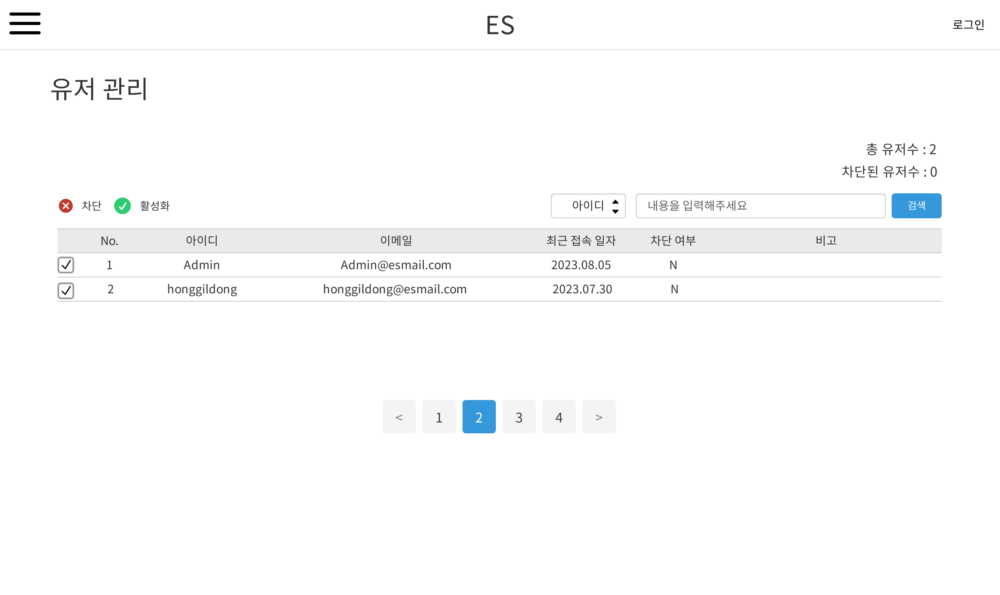 ES
로그인
유저 관리
총 유저수 : 2
차단된 유저수 : 0
차단 활성화 아이디 내용을 입력해주세요 검색
No. 아이디 이메일 최근 접속 일자 차단 여부 비고
1 Admin Admin@esmail.com 2023.08.05 N
2 honggildong honggildong@esmail.com 2023.07.30 N
< 1 2 3 4 >